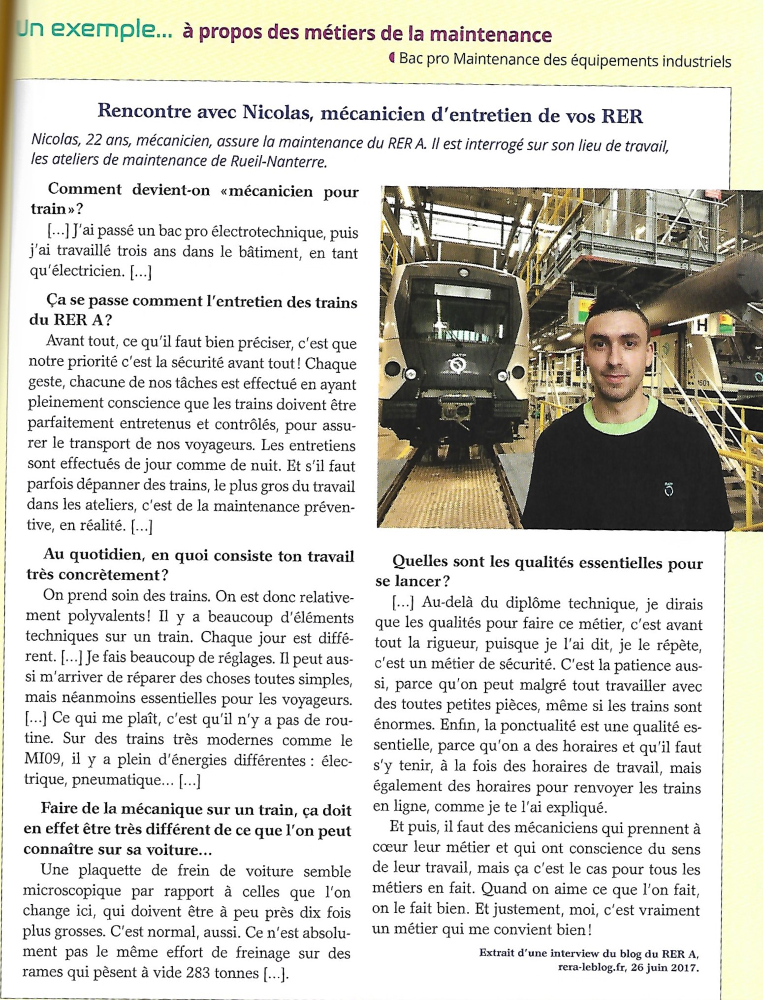 Un exemple... à propos des métiers de la maintenance
Bac pro Maintenance des équipements industriels
Rencontre avec Nicolas, mécanicien d'entretien de vos RER
Nicolas, 22 ans, mécanicien, assure la maintenance du RER A. Il est interrogé sur son lieu de travail,
les ateliers de maintenance de Rueil-Nanterre.
Comment devient-on «mécanicien pour
train»?
[...] J'ai passé un bac pro électrotechnique, puis
j'ai travaillé trois ans dans le bâtiment, en tant
qu'électricien. [...]
Ça se passe comment l'entretien des trains
du RER A?
Avant tout, ce qu'il faut bien préciser, c'est que
notre priorité c'est la sécurité avant tout! Chaque
geste, chacune de nos tâches est effectué en ayant
pleinement conscience que les trains doivent être
parfaitement entretenus et contrôlés, pour assu-
rer le transport de nos voyageurs. Les entretiens
sont effectués de jour comme de nuit. Et s'il faut
parfois dépanner des trains, le plus gros du travail
dans les ateliers, c'est de la maintenance préven-
tive, en réalité. [...]
Au quotidien, en quoi consiste ton travail
très concrètement?
On prend soin des trains. On est donc relative-
ment polyvalents! Il y a beaucoup d'éléments
techniques sur un train. Chaque jour est diffé-
rent. [...] Je fais beaucoup de réglages. Il peut aus-
si m'arriver de réparer des choses toutes simples,
mais néanmoins essentielles pour les voyageurs.
[...] Ce qui me plaît, c'est qu'il n'y a pas de rou-
tine. Sur des trains très modernes comme le
MI09, il y a plein d'énergies différentes : élec-
trique, pneumatique... [...]
Faire de la mécanique sur un train, ça doit
en effet être très différent de ce que l'on peut
connaître sur sa voiture...
Une plaquette de frein de voiture semble
microscopique par rapport à celles que l'on
change ici, qui doivent être à peu près dix fois
plus grosses. C'est normal, aussi. Ce n'est absolu-
ment pas le même effort de freinage sur des
rames qui pèsent à vide 283 tonnes [...].
RATP
H
1501
RATP
Quelles sont les qualités essentielles pour
se lancer?
[...] Au-delà du diplôme technique, je dirais
que les qualités pour faire ce métier, c'est avant
tout la rigueur, puisque je l'ai dit, je le répète,
c'est un métier de sécurité. C'est la patience aus-
si, parce qu'on peut malgré tout travailler avec
des toutes petites pièces, même si les trains sont
énormes. Enfin, la ponctualité est une qualité es-
sentielle, parce qu'on a des horaires et qu'il faut
s'y tenir, à la fois des horaires de travail, mais
également des horaires pour renvoyer les trains
en ligne, comme je te l'ai expliqué.
Et puis, il faut des mécaniciens qui prennent à
cœur leur métier et qui ont conscience du sens
de leur travail, mais ça c'est le cas pour tous les
métiers en fait. Quand on aime ce que l'on fait,
on le fait bien. Et justement, moi, c'est vraiment
un métier qui me convient bien!
Extrait d'une interview du blog du RER A,
rera-leblog.fr, 26 juin 2017.